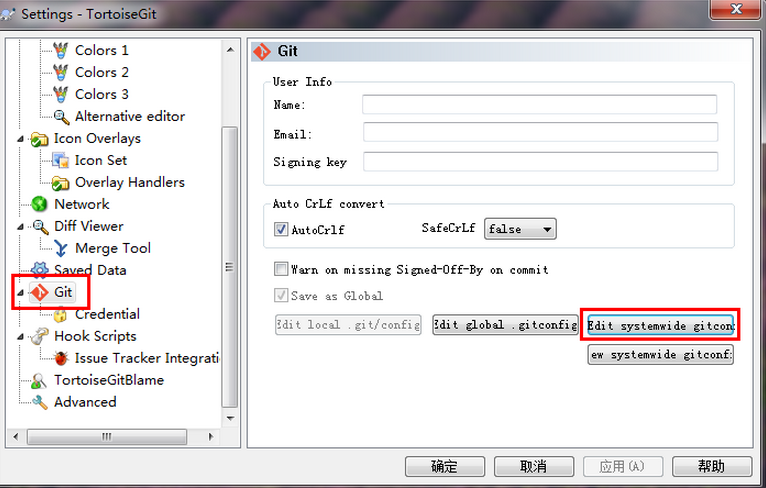 Settings - TortoiseGit
Colors 1
Colors 2
Colors 3
Alternative editor
Icon Overlays
Icon Set
Overlay Handlers
Network
Diff Viewer
Merge Tool
Saved Data
Git
Credential
Hook Scripts
Issue Tracker Integrati
TortoiseGitBlame
Advanced
Git
User Info
Name:
Email:
Signing key
Auto CrLf convert
AutoCrlf
SafeCrLf
false
Warn on missing Signed-Off-By on commit
Save as Global
Edit local .git/config
Edit global .gitconfig
Edit systemwide gitcon
ew systemwide gitconf
确定
取消
应用(A)
帮助